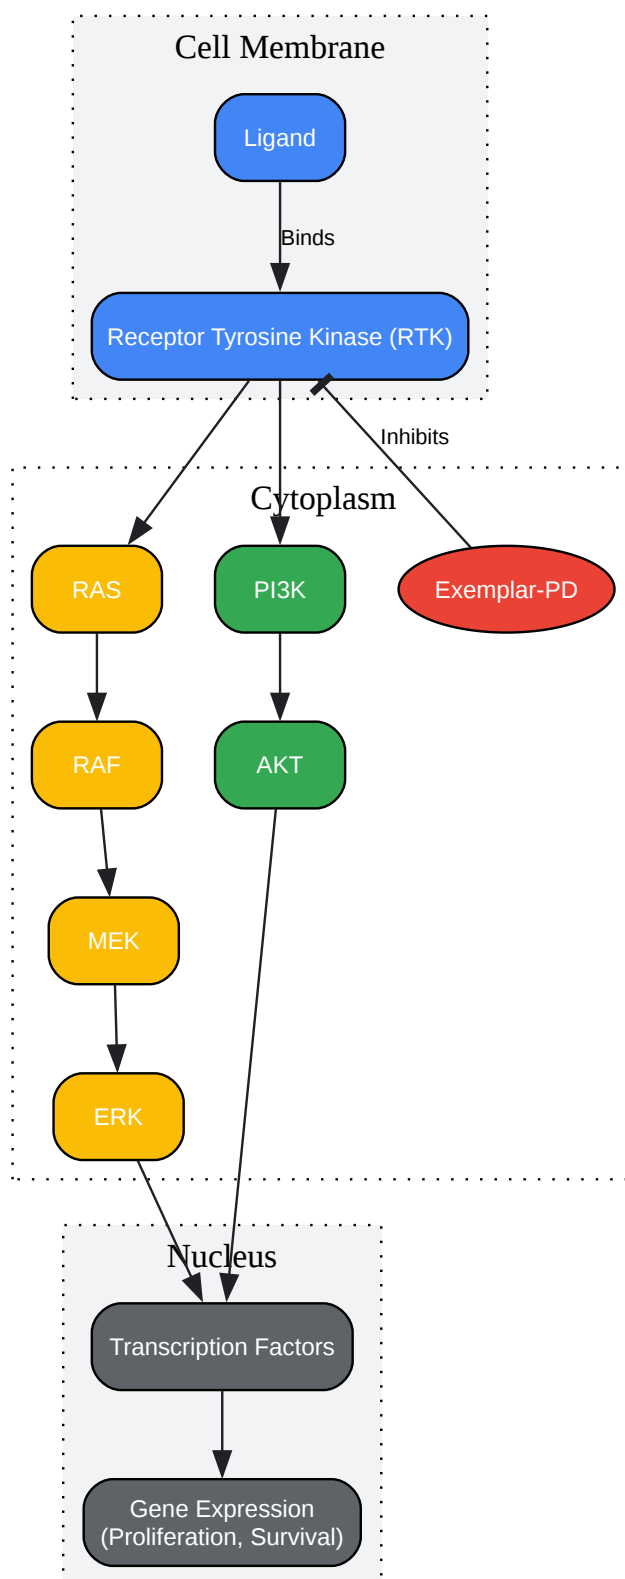 Cell Membrane
Ligand
Binds
Receptor Tyrosine Kinase (RTK)
Inhibits
Cytoplasm
RAS
PI3K
Exemplar-PD
RAF
AKT
MEK
ERK
Nucleus
Transcription Factors
Gene Expression
(Proliferation, Survival)